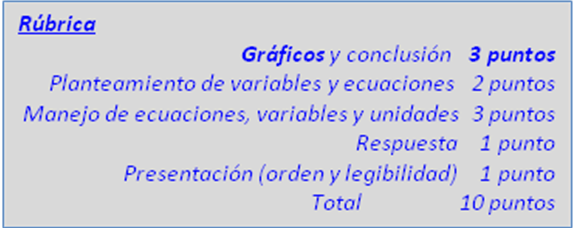 Rúbrica
Gráficos y conclusión 3 puntos
Planteamiento de variables y ecuaciones 2 puntos
Manejo de ecuaciones, variables y unidades 3 puntos
Respuesta 1 punto
Presentación (orden y legibilidad) 1 punto
Total 10 puntos